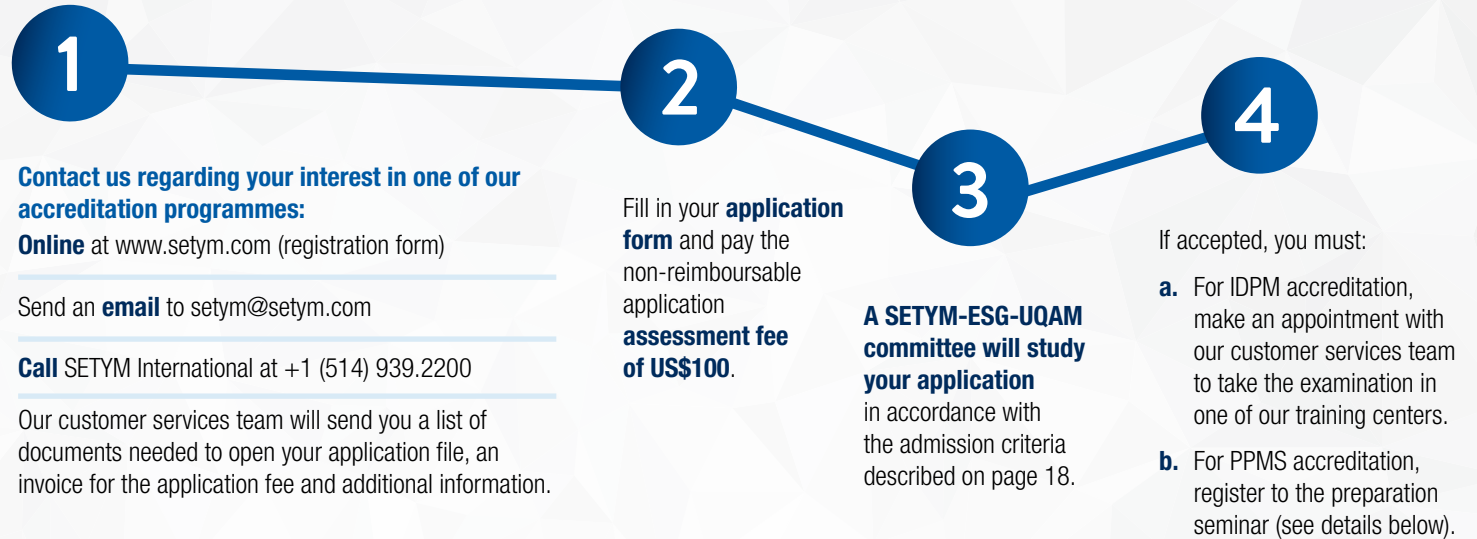 1
Contact us regarding your interest in one of our
accreditation programmes:
Online at www.setym.com (registration form)
Send an email to setym@setym.com
Call SETYM International at +1 (514) 939.2200
Our customer services team will send you a list of
documents needed to open your application file, an
invoice for the application fee and additional information.
2
Fill in your application
form and pay the
non-reimboursable
application
assessment fee
of US$100.
3
A SETYM-ESG-UQAM
committee will study
your application
in accordance with
the admission criteria
described on page 18.
4
If accepted, you must:
a. For IDPM accreditation,
make an appointment with
our customer services team
to take the examination in
one of our training centers.
b. For PPMS accreditation,
register to the preparation
seminar (see details below).